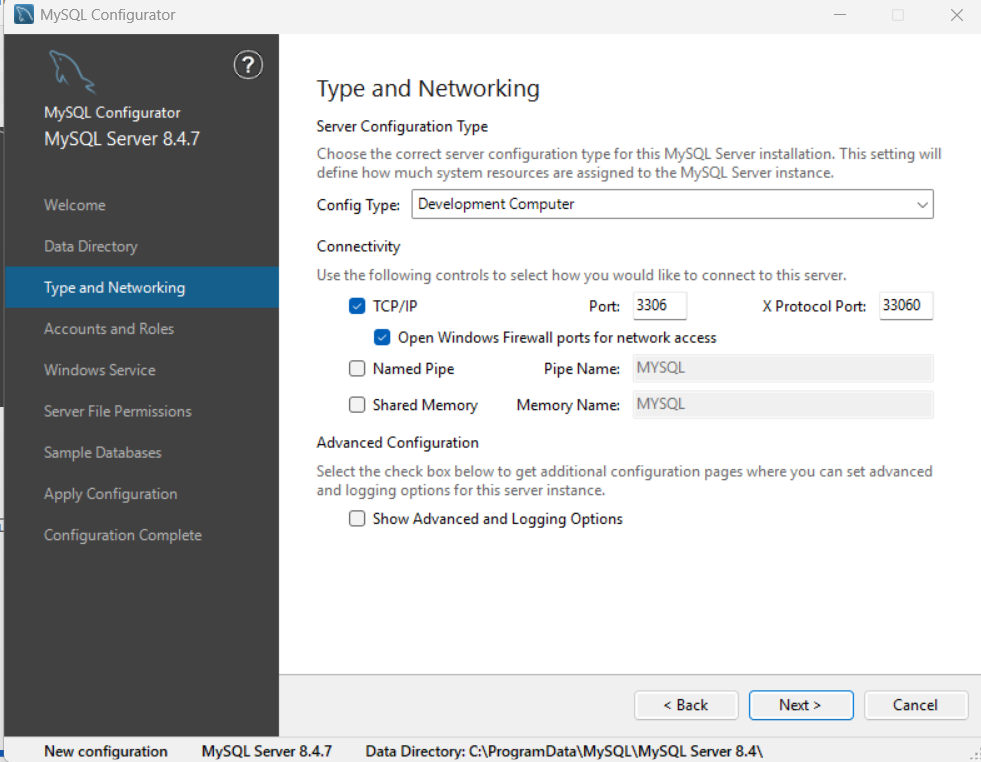 MySQL Configurator
?
MySQL Configurator
MySQL Server 8.4.7
Welcome
Data Directory
Type and Networking
Accounts and Roles
Windows Service
Server File Permissions
Sample Databases
Apply Configuration
Configuration Complete
Type and Networking
Server Configuration Type
Choose the correct server configuration type for this MySQL Server installation. This setting will
define how much system resources are assigned to the MySQL Server instance.
Config Type: Development Computer
Connectivity
Use the following controls to select how you would like to connect to this server.
TCP/IP Port: 3306 X Protocol Port: 33060
Open Windows Firewall ports for network access
Named Pipe Pipe Name: MYSQL
Shared Memory Memory Name: MYSQL
Advanced Configuration
Select the check box below to get additional configuration pages where you can set advanced
and logging options for this server instance.
Show Advanced and Logging Options
< Back Next > Cancel
New configuration MySQL Server 8.4.7 Data Directory: C:\ProgramData\MySQL\MySQL Server 8.4\